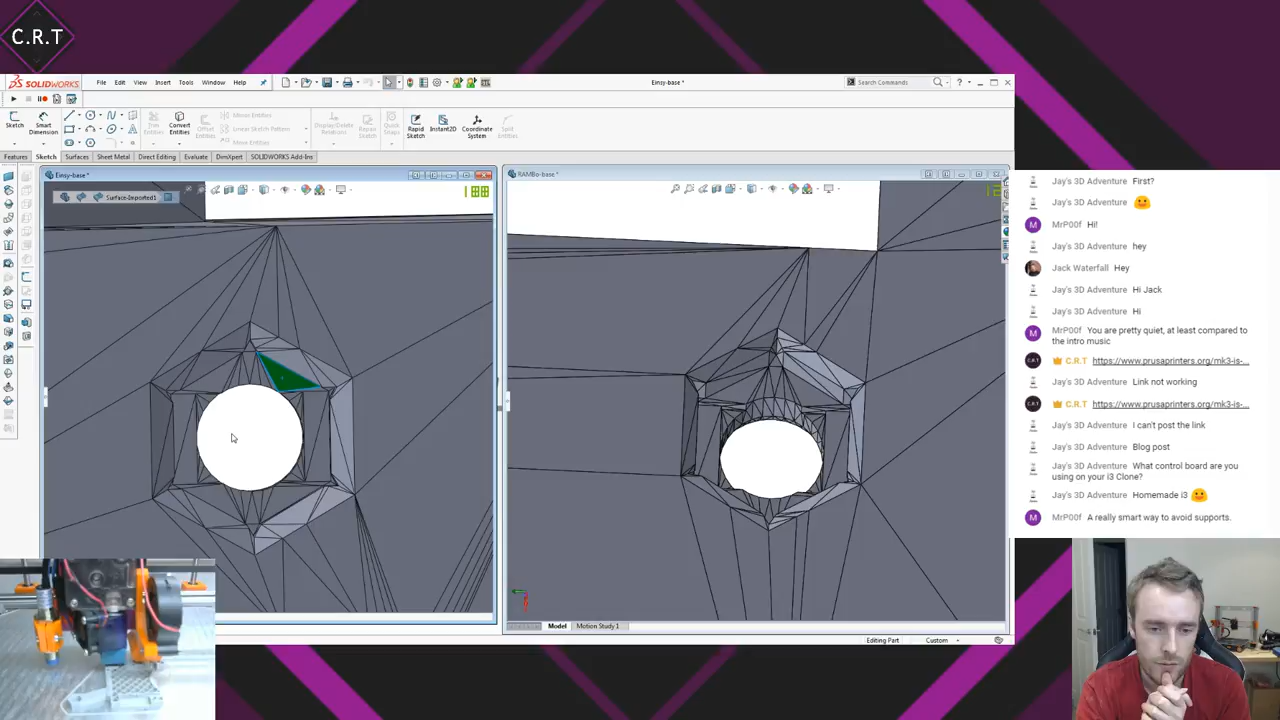 C.R.T
SOLIDWORKS
File Edit View Insert Tools Window Help
Einsy-base *
Search Commands
Sketch
Smart Dimension
Trim Entities
Convert Entities
Offset Entities
Mirror Entities
Linear Sketch Pattern
Move Entities
Display/Delete Relations
Repair Sketch
Quick Snaps
Rapid Sketch
Instant2D
Coordinate System
Split Entities
Features Sketch Surfaces Sheet Metal Direct Editing Evaluate DimXpert SOLIDWORKS Add-Ins
Einsy-base *
RAMBo-base *
Surface-Imported1
Model Motion Study 1
Editing Part Custom
Jay's 3D Adventure First?
Jay's 3D Adventure
M MrP00f Hi!
Jay's 3D Adventure hey
Jack Waterfall Hey
Jay's 3D Adventure Hi Jack
Jay's 3D Adventure Hi
M MrP00f You are pretty quiet, at least compared to
the intro music
C.R.T https://www.prusaprinters.org/mk3-is-...
Jay's 3D Adventure Link not working
C.R.T https://www.prusaprinters.org/mk3-is-...
Jay's 3D Adventure I can't post the link
Jay's 3D Adventure Blog post
Jay's 3D Adventure What control board are you
using on your i3 Clone?
Jay's 3D Adventure Homemade i3
M MrP00f A really smart way to avoid supports.